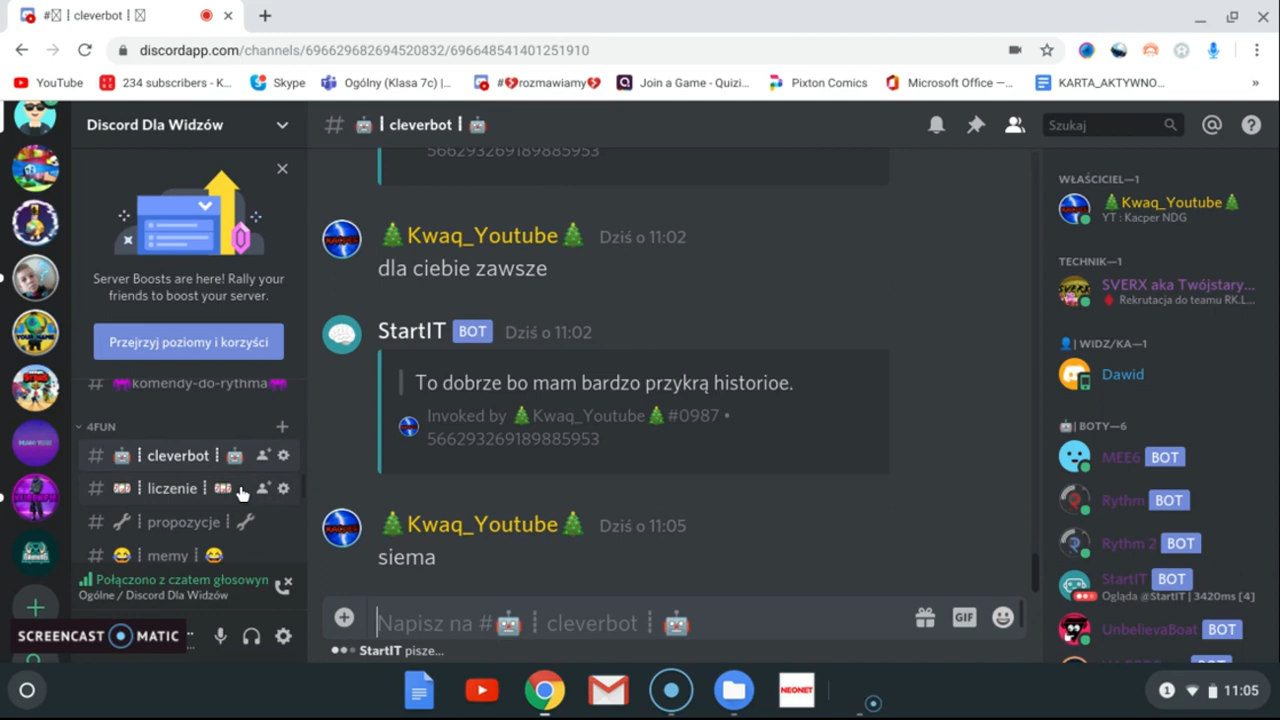 #🤖┇cleverbot┇🤖
discordapp.com/channels/696629682694520832/696648541401251910
YouTube
234 subscribers - K...
Skype
Ogólny (Klasa 7c) |...
#💔rozmawiamy💔
Join a Game - Quizi...
Pixton Comics
Microsoft Office —...
KARTA_AKTYWNO...
»
Discord Dla Widzów
Server Boosts are here! Rally your
friends to boost your server.
Przejrzyj poziomy i korzyści
# komendy-do-rythma
4FUN
# 🤖┇cleverbot┇🤖
# liczenie┇
# 🔧┇propozycje┇🔧
# 😂┇memy┇😂
Połączono z czatem głosowym
Ogólne / Discord Dla Widzów
SCREENCAST MATIC
# 🤖┇cleverbot┇🤖
Szukaj
566293269189885953
🎄Kwaq_Youtube🎄 Dziś o 11:02
dla ciebie zawsze
StartIT BOT Dziś o 11:02
To dobrze bo mam bardzo przykrą historioe.
Invoked by 🎄Kwaq_Youtube🎄#0987 •
566293269189885953
🎄Kwaq_Youtube🎄 Dziś o 11:05
siema
Napisz na #🤖┇cleverbot┇🤖
GIF
StartIT pisze...
WŁAŚCICIEL—1
🎄Kwaq_Youtube🎄
YT : Kacper NDG
TECHNIK—1
SVERX aka Twójstary...
Rekrutacja do teamu RK.L...
👤| WIDZ/KA—1
Dawid
🤖| BOTY—6
MEE6 BOT
Rythm BOT
Rythm 2 BOT
StartIT BOT
Ogląda @StartIT | 3420ms [4]
UnbelievaBoat BOT
NEONET
1
11:05